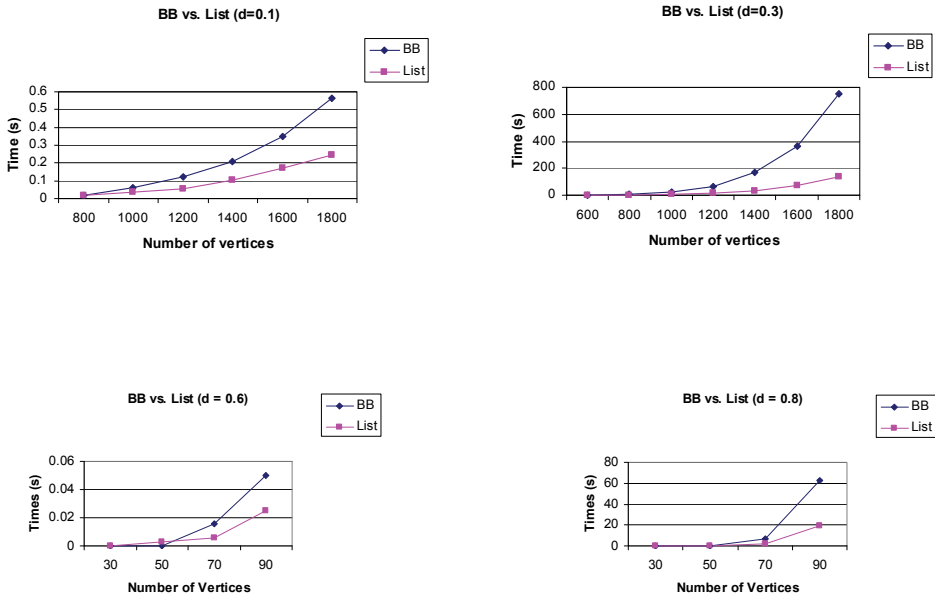 BB vs. List (d=0.1)
BB
List
0.6
0.5
0.4
0.3
0.2
0.1
0
Time (s)
800 1000 1200 1400 1600 1800
Number of vertices
BB vs. List (d=0.3)
BB
List
800
600
400
200
0
Time (s)
600 800 1000 1200 1400 1600 1800
Number of vertices
BB vs. List (d = 0.6)
BB
List
0.06
0.04
0.02
0
Times (s)
30 50 70 90
Number of Vertices
BB vs. List (d = 0.8)
BB
List
80
60
40
20
0
Times (s)
30 50 70 90
Number of Vertices